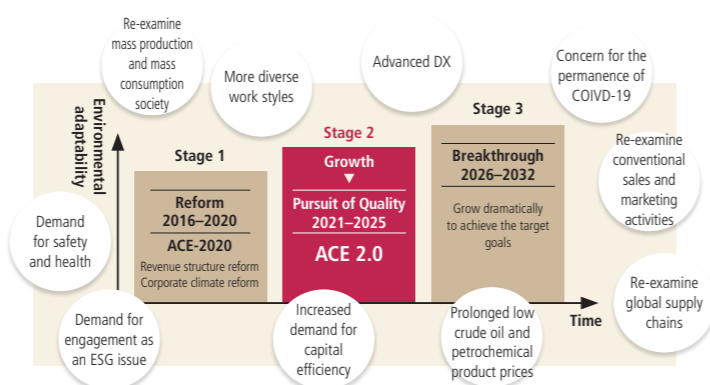 Re-examine
mass production
and mass
consumption
society
More diverse
work styles
Advanced DX
Concern for the
permanence of
COIVD-19
Re-examine
conventional
sales and
marketing
activities
Re-examine
global supply
chains
Environmental
adaptability
Demand
for safety
and health
Demand for
engagement as
an ESG issue
Stage 1
Reform
2016–2020
ACE-2020
Revenue structure reform
Corporate climate reform
Stage 2
Growth
▼
Pursuit of Quality
2021–2025
ACE 2.0
Stage 3
Breakthrough
2026–2032
Grow dramatically
to achieve the target
goals
Increased
demand for
capital
efficiency
Prolonged low
crude oil and
petrochemical
product prices
Time